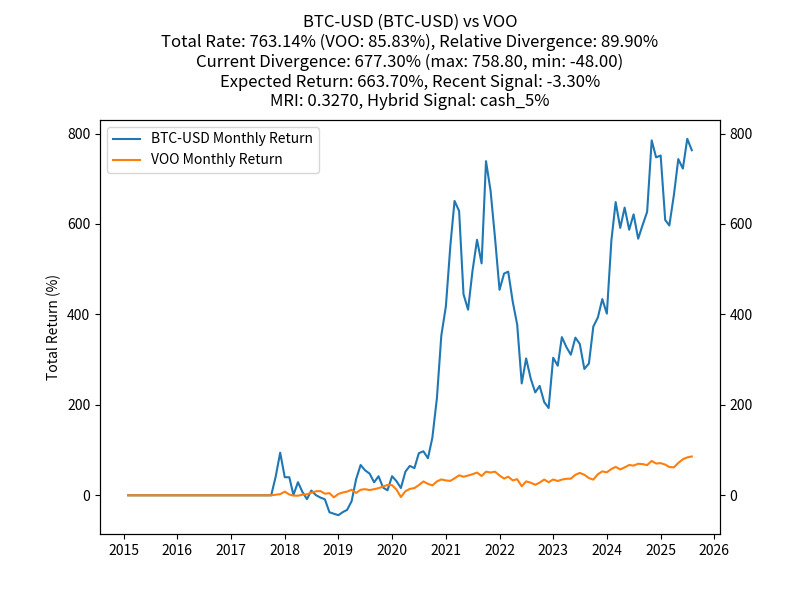 BTC-USD (BTC-USD) vs VOO
Total Rate: 763.14% (VOO: 85.83%), Relative Divergence: 89.90%
Current Divergence: 677.30% (max: 758.80, min: -48.00)
Expected Return: 663.70%, Recent Signal: -3.30%
MRI: 0.3270, Hybrid Signal: cash_5%
BTC-USD Monthly Return
VOO Monthly Return
800 800
600 600
400 400
200 200
0 0
Total Return (%)
2015 2016 2017 2018 2019 2020 2021 2022 2023 2024 2025 2026